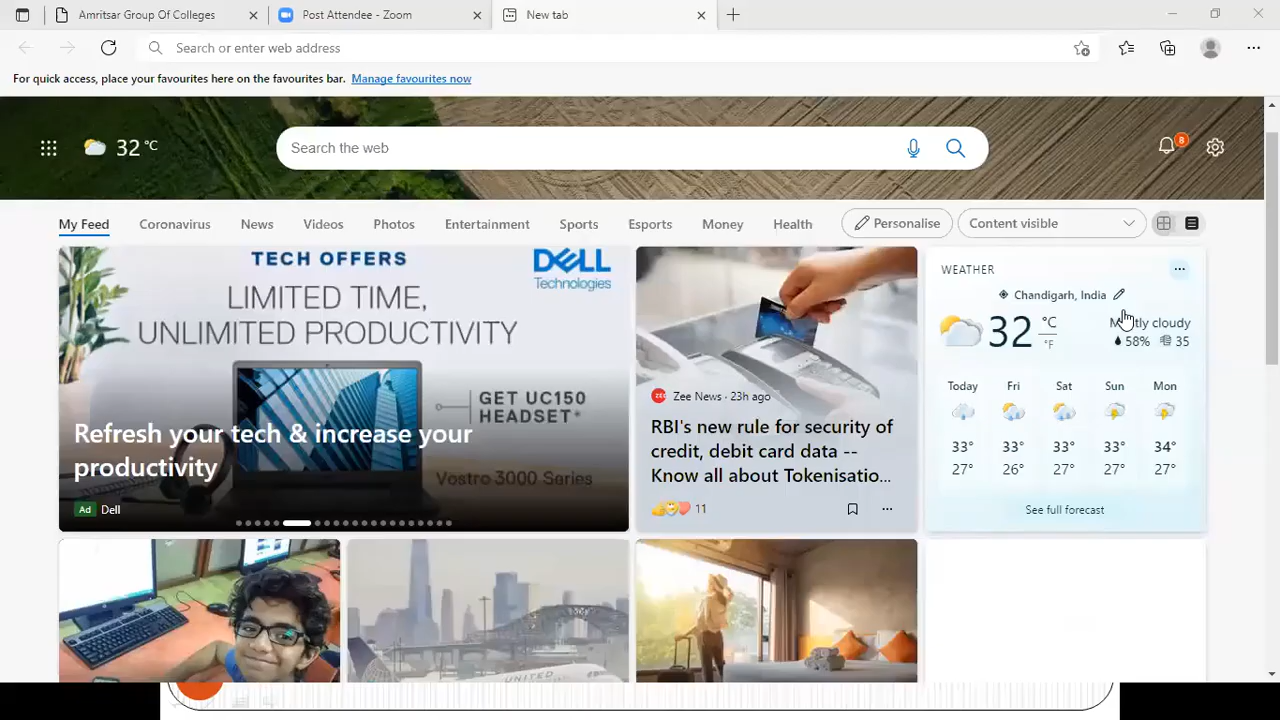 Amritsar Group Of Colleges
Post Attendee - Zoom
New tab
Search or enter web address
For quick access, place your favourites here on the favourites bar. Manage favourites now
32 °C
Search the web
8
My Feed
Coronavirus
News
Videos
Photos
Entertainment
Sports
Esports
Money
Health
Personalise
Content visible
TECH OFFERS
LIMITED TIME,
UNLIMITED PRODUCTIVITY
DELL
Technologies
GET UC150
HEADSET*
Vostro 3000 Series
Refresh your tech & increase your
productivity
Ad Dell
Zee News · 23h ago
RBI's new rule for security of
credit, debit card data --
Know all about Tokenisatio...
11
WEATHER
Chandigarh, India
32 °C
°F
cloudy
58% 35
Today Fri Sat Sun Mon
33° 33° 33° 33° 34°
27° 26° 27° 27° 27°
See full forecast
UNITED